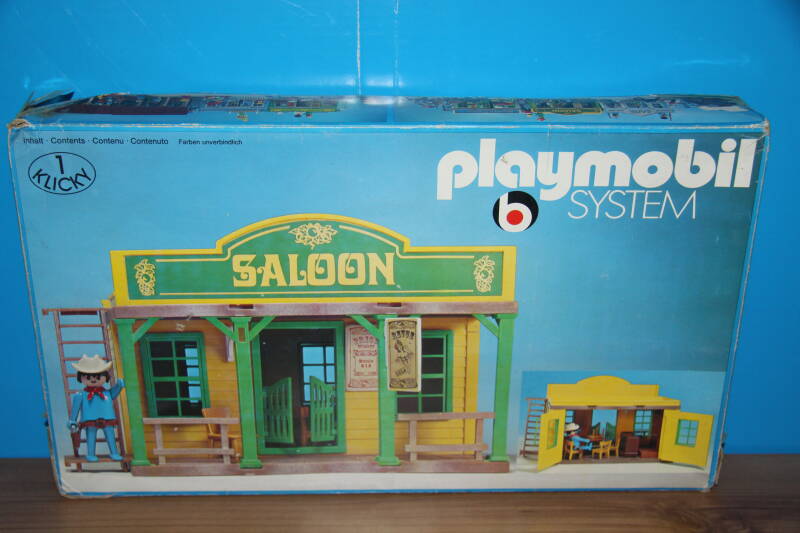 Inhalt · Contents · Contenu · Contenuto Farben unverbindlich
1
KLICKY
playmobil
b SYSTEM
SALOON